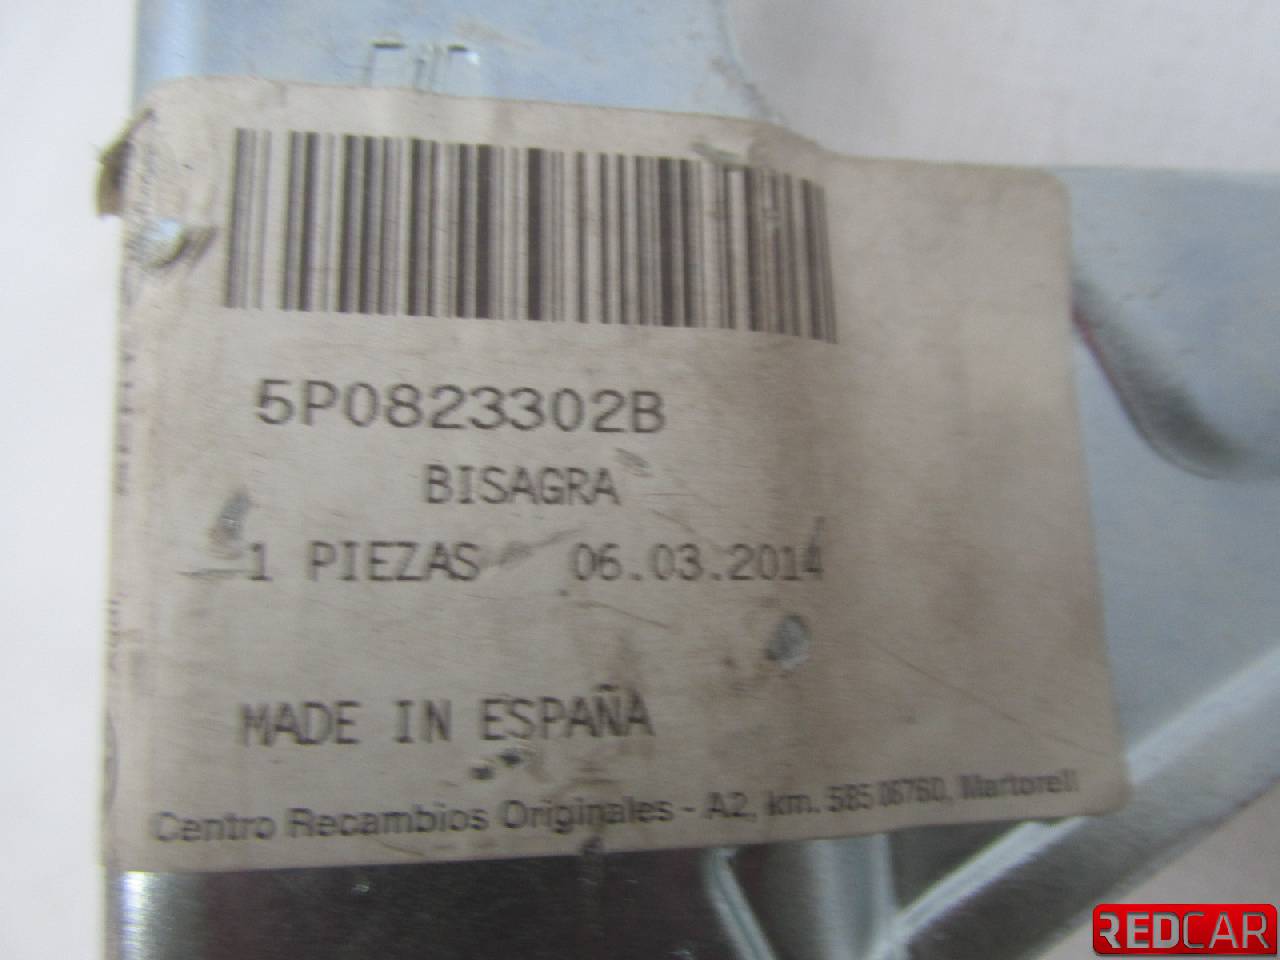 5P0823302B
BISAGRA
1 PIEZAS 06.03.2014
MADE IN ESPAÑA
Centro Recambios Originales - A2, km. 585 08760, Martorell
REDCAR